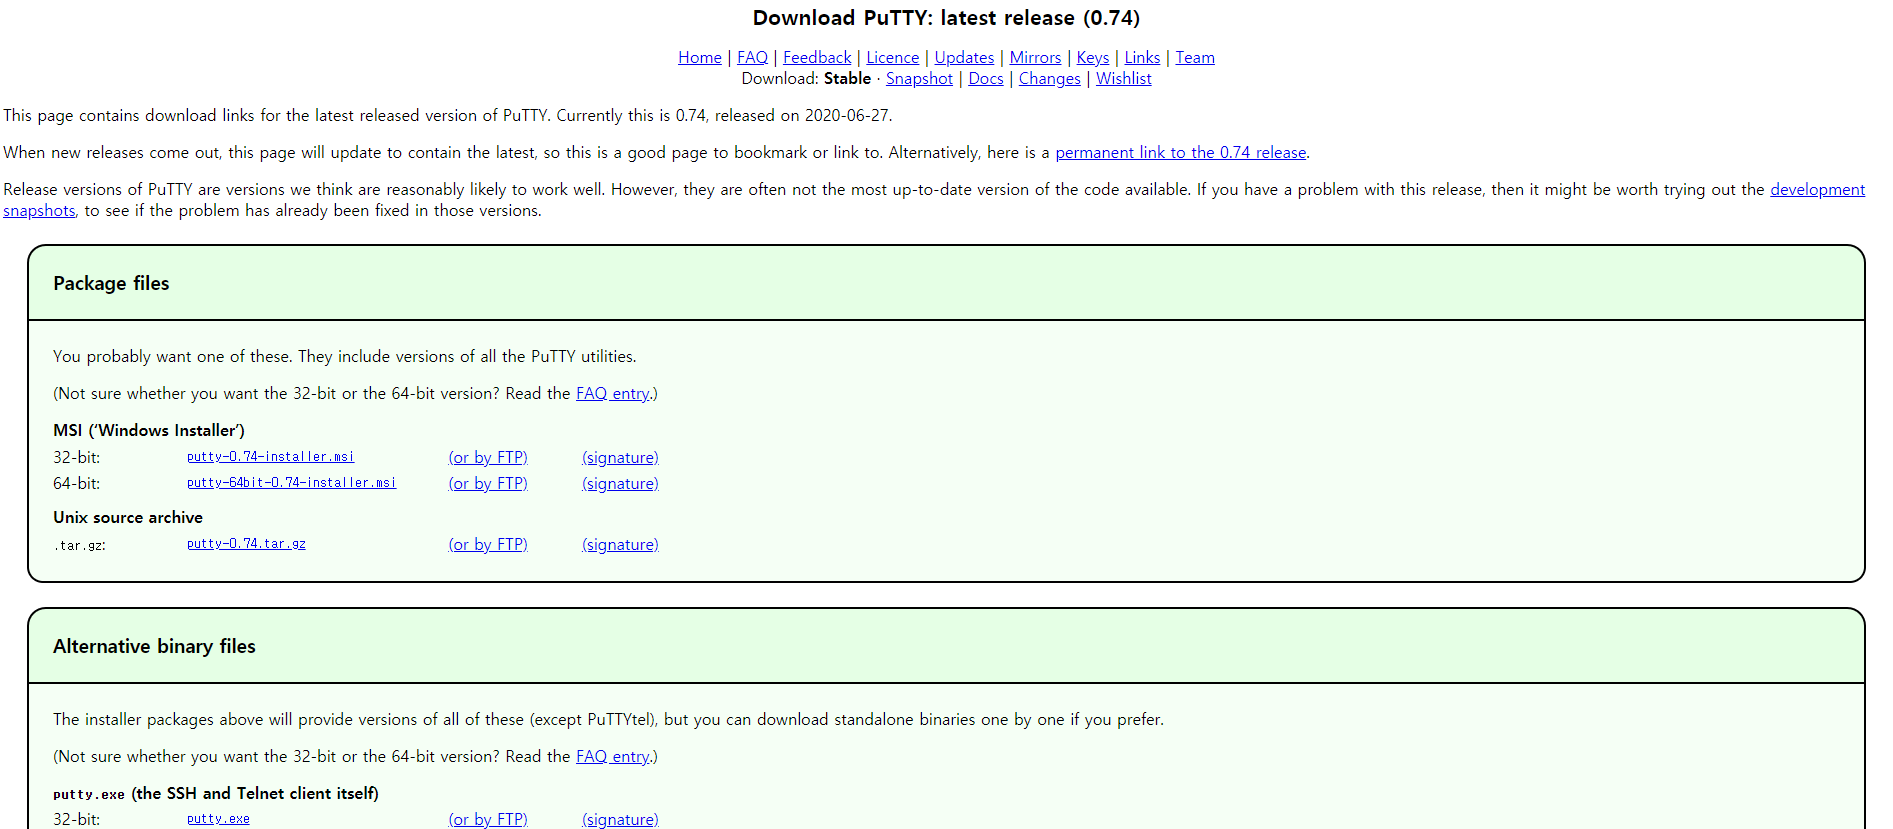 Download PuTTY: latest release (0.74)
Home | FAQ | Feedback | Licence | Updates | Mirrors | Keys | Links | Team
Download: Stable · Snapshot | Docs | Changes | Wishlist
This page contains download links for the latest released version of PuTTY. Currently this is 0.74, released on 2020-06-27.
When new releases come out, this page will update to contain the latest, so this is a good page to bookmark or link to. Alternatively, here is a permanent link to the 0.74 release.
Release versions of PuTTY are versions we think are reasonably likely to work well. However, they are often not the most up-to-date version of the code available. If you have a problem with this release, then it might be worth trying out the development
snapshots, to see if the problem has already been fixed in those versions.
Package files
You probably want one of these. They include versions of all the PuTTY utilities.
(Not sure whether you want the 32-bit or the 64-bit version? Read the FAQ entry.)
MSI (‘Windows Installer’)
32-bit: putty-0.74-installer.msi (or by FTP) (signature)
64-bit: putty-64bit-0.74-installer.msi (or by FTP) (signature)
Unix source archive
.tar.gz: putty-0.74.tar.gz (or by FTP) (signature)
Alternative binary files
The installer packages above will provide versions of all of these (except PuTTYtel), but you can download standalone binaries one by one if you prefer.
(Not sure whether you want the 32-bit or the 64-bit version? Read the FAQ entry.)
putty.exe (the SSH and Telnet client itself)
32-bit: putty.exe (or by FTP) (signature)